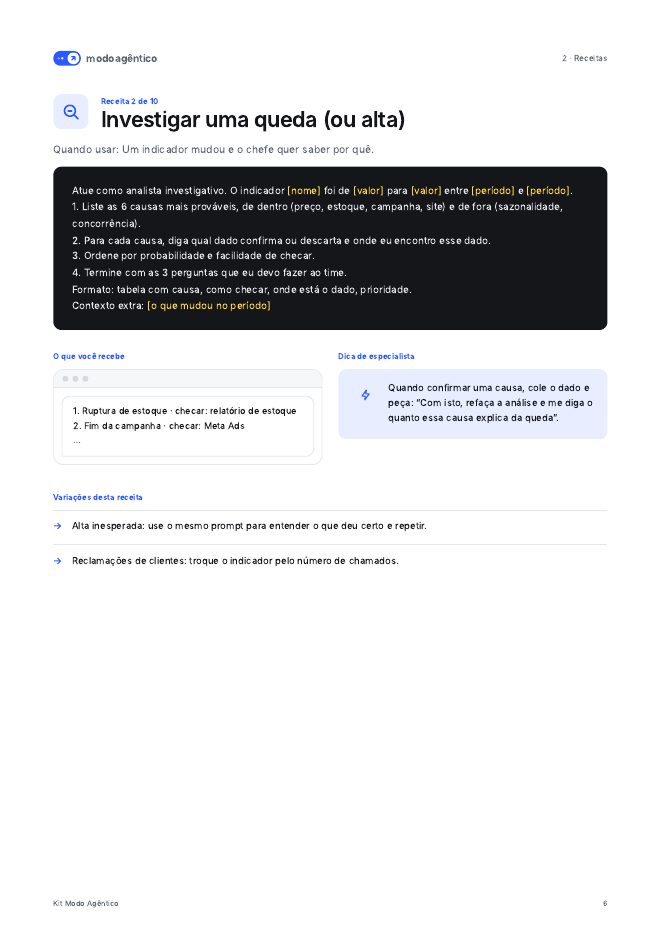 modoagêntico
2 · Receitas
Receita 2 de 10
Investigar uma queda (ou alta)
Quando usar: Um indicador mudou e o chefe quer saber por quê.
Atue como analista investigativo. O indicador [nome] foi de [valor] para [valor] entre [período] e [período].
1. Liste as 6 causas mais prováveis, de dentro (preço, estoque, campanha, site) e de fora (sazonalidade,
concorrência).
2. Para cada causa, diga qual dado confirma ou descarta e onde eu encontro esse dado.
3. Ordene por probabilidade e facilidade de checar.
4. Termine com as 3 perguntas que eu devo fazer ao time.
Formato: tabela com causa, como checar, onde está o dado, prioridade.
Contexto extra: [o que mudou no período]
O que você recebe
1. Ruptura de estoque · checar: relatório de estoque
2. Fim da campanha · checar: Meta Ads
...
Dica de especialista
Quando confirmar uma causa, cole o dado e
peça: “Com isto, refaça a análise e me diga o
quanto essa causa explica da queda”.
Variações desta receita
→ Alta inesperada: use o mesmo prompt para entender o que deu certo e repetir.
→ Reclamações de clientes: troque o indicador pelo número de chamados.
Kit Modo Agêntico
6